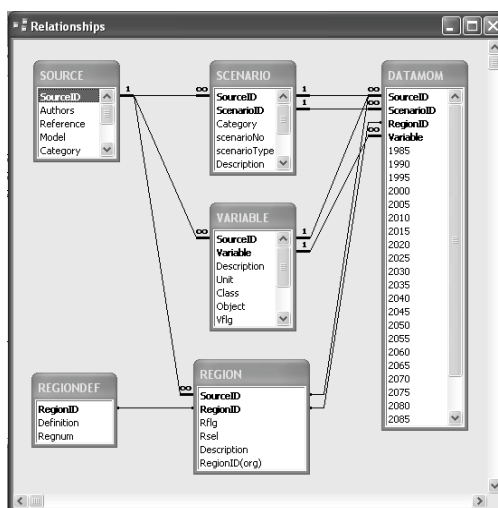 Relationships
SOURCE
SourceID
Authors
Reference
Model
Category
1
∞
SCENARIO
SourceID
ScenarioID
Category
scenarioNo
scenarioType
Description
1
1
∞
∞
∞
DATAMOM
SourceID
ScenarioID
RegionID
Variable
1985
1990
1995
2000
2005
2010
2015
2020
2025
2030
2035
2040
2045
2050
2055
2060
2065
2070
2075
2080
2085
∞
VARIABLE
SourceID
Variable
Description
Unit
Class
Object
Vflg
1
1
REGIONDEF
RegionID
Definition
Regnum
∞
REGION
SourceID
RegionID
Rflg
Rsel
Description
RegionID(org)